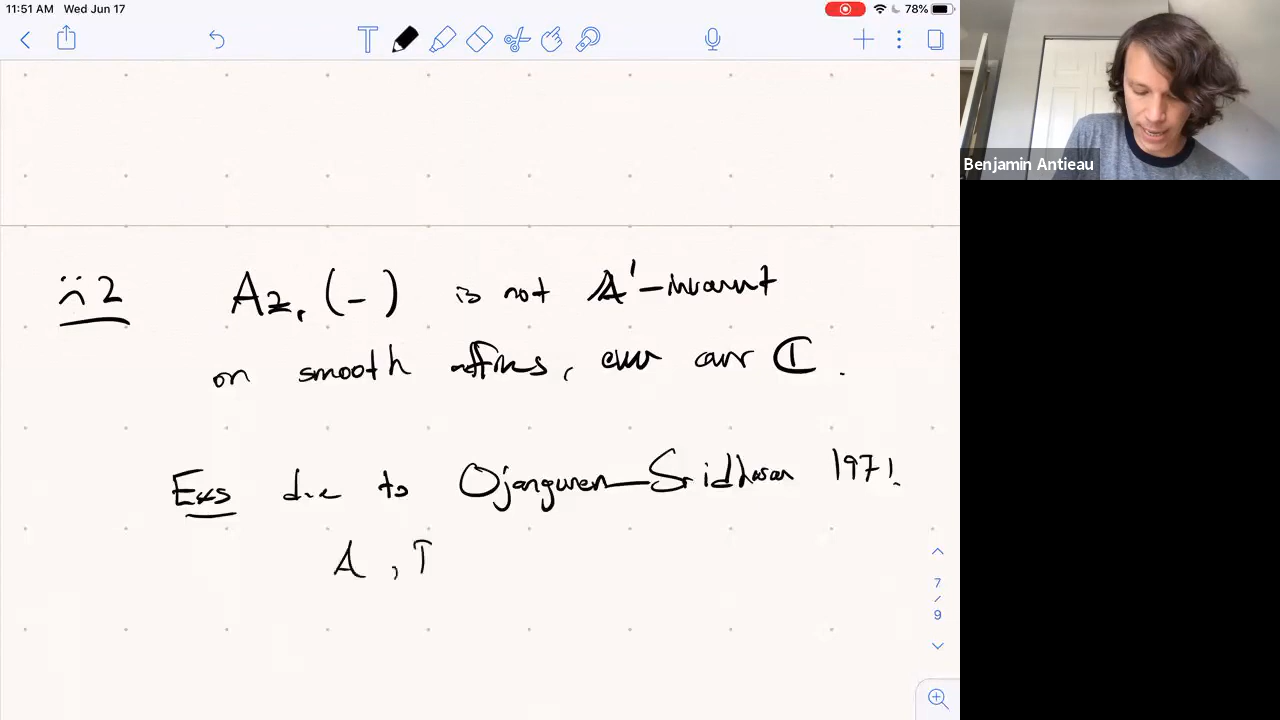 11:51 AM Wed Jun 17
78%
T
Benjamin Antieau
∴ 2 Az, (-) is not A¹-invariant
on smooth affines, even over ℂ.
Exs due to Ojanguren-Sridharan 1971.
A, T
7
/
9